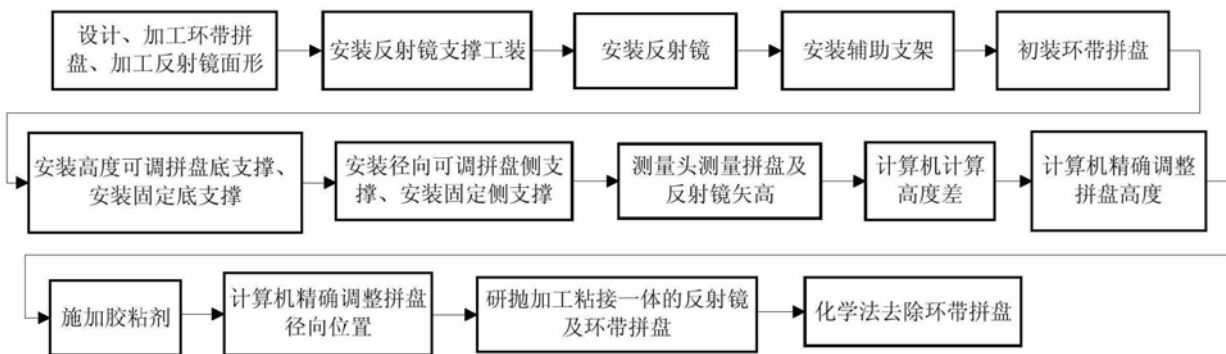 设计、加工环带拼
盘、加工反射镜面形
安装反射镜支撑工装
安装反射镜
安装辅助支架
初装环带拼盘
安装高度可调拼盘底支撑、
安装固定底支撑
安装径向可调拼盘侧支
撑、安装固定侧支撑
测量头测量拼盘及
反射镜矢高
计算机计算
高度差
计算机精确调整
拼盘高度
施加胶粘剂
计算机精确调整拼盘
径向位置
研抛加工粘接一体的反射镜
及环带拼盘
化学法去除环带拼盘